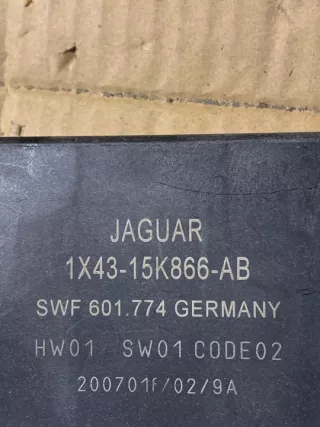 JAGUAR
1X43-15K866-AB
SWF 601.774 GERMANY
HW01 SW01 CODE02
200701f/02/9A